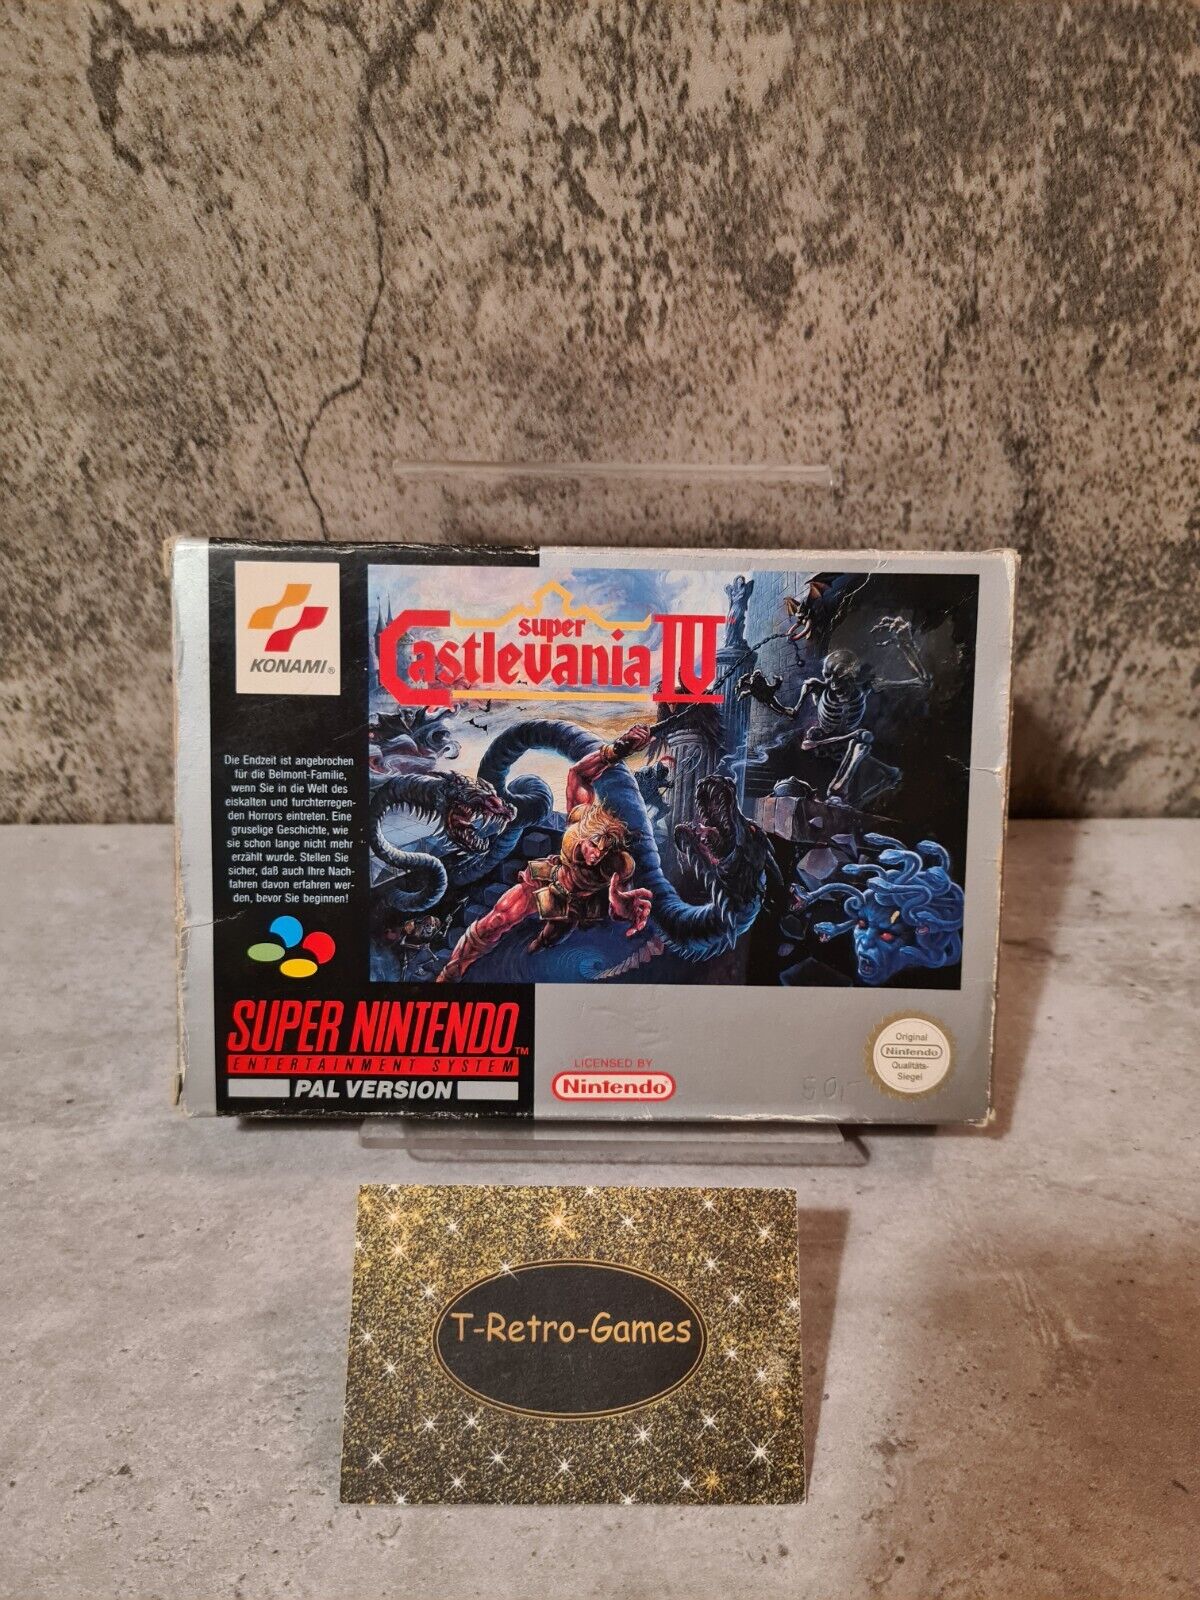 KONAMI®
super
Castlevania IV
Die Endzeit ist angebrochen
für die Belmont-Familie,
wenn Sie in die Welt des
eiskalten und furchterregen-
den Horrors eintreten. Eine
gruselige Geschichte, wie
sie schon lange nicht mehr
erzählt wurde. Stellen Sie
sicher, daß auch Ihre Nach-
fahren davon erfahren wer-
den, bevor Sie beginnen!
SUPER NINTENDO™
ENTERTAINMENT SYSTEM
PAL VERSION
LICENSED BY
Nintendo
Original
Nintendo
Qualitäts-
Siegel
50,-
T-Retro-Games